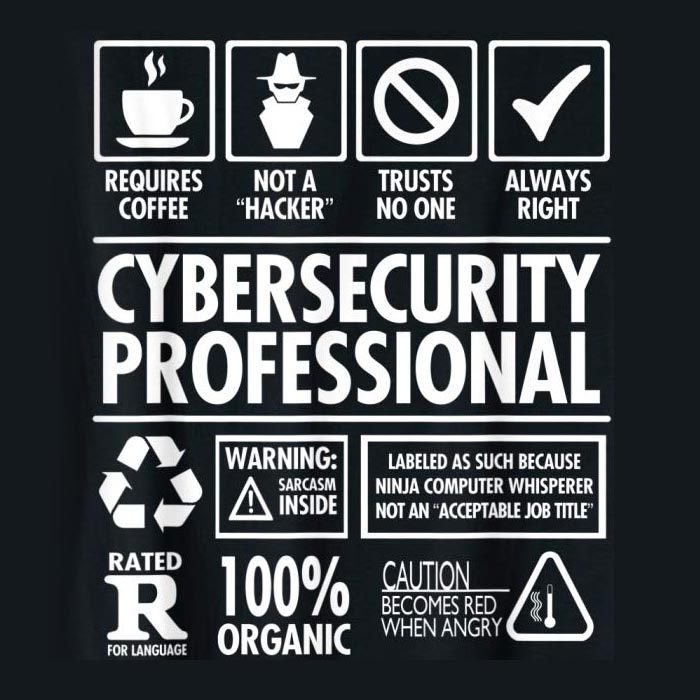 REQUIRES
COFFEE
NOT A
"HACKER"
TRUSTS
NO ONE
ALWAYS
RIGHT
CYBERSECURITY
PROFESSIONAL
WARNING:
SARCASM
INSIDE
LABELED AS SUCH BECAUSE
NINJA COMPUTER WHISPERER
NOT AN "ACCEPTABLE JOB TITLE"
RATED
R
FOR LANGUAGE
100%
ORGANIC
CAUTION
BECOMES RED
WHEN ANGRY